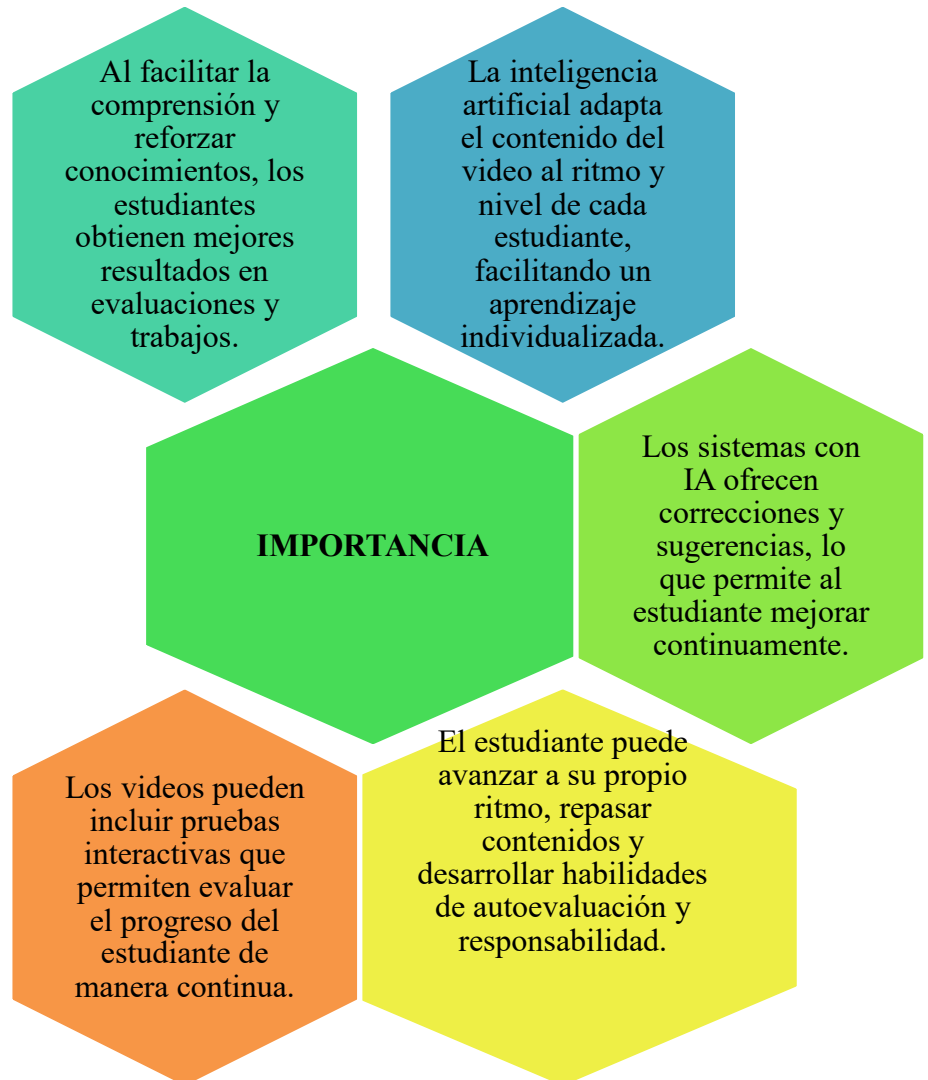 Al facilitar la
comprensión y
reforzar
conocimientos, los
estudiantes
obtienen mejores
resultados en
evaluaciones y
trabajos.
La inteligencia
artificial adapta
el contenido del
video al ritmo y
nivel de cada
estudiante,
facilitando un
aprendizaje
individualizada.
IMPORTANCIA
Los sistemas con
IA ofrecen
correcciones y
sugerencias, lo
que permite al
estudiante mejorar
continuamente.
Los videos pueden
incluir pruebas
interactivas que
permiten evaluar
el progreso del
estudiante de
manera continua.
El estudiante puede
avanzar a su propio
ritmo, repasar
contenidos y
desarrollar habilidades
de autoevaluación y
responsabilidad.